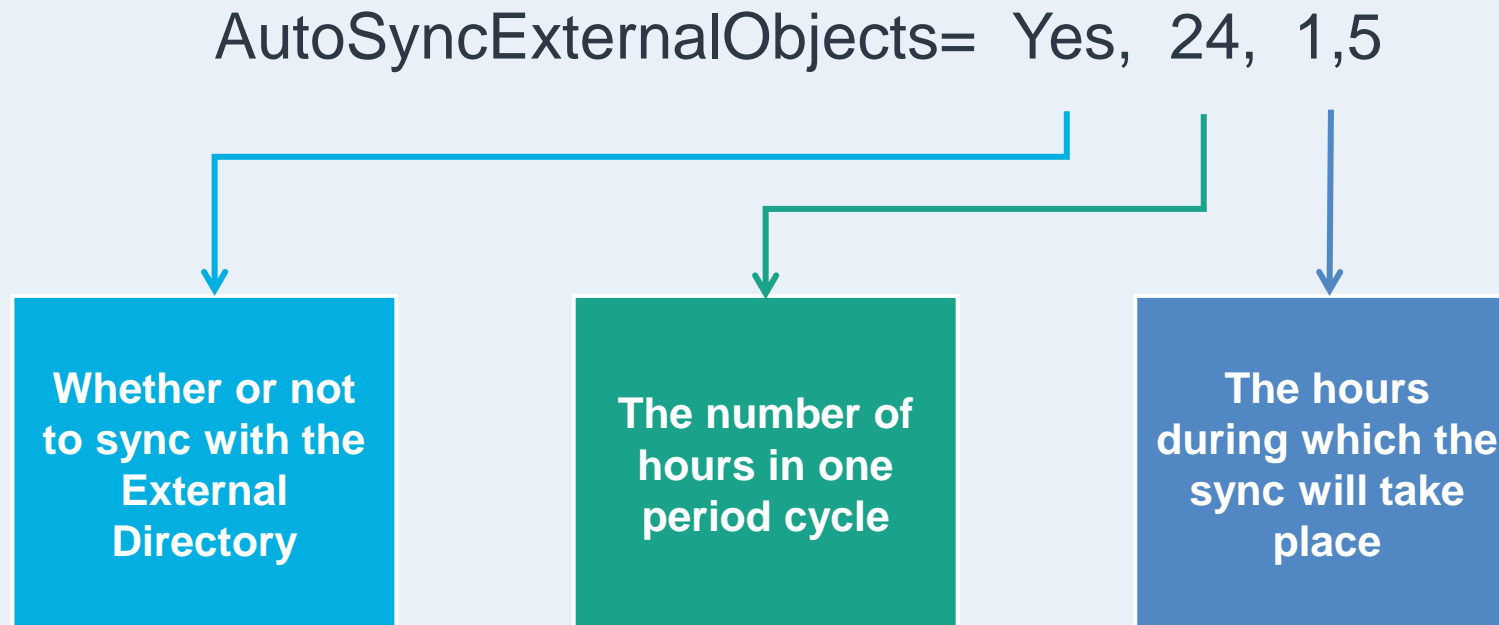 AutoSyncExternalObjects= Yes, 24, 1,5
Whether or not
to sync with the
External
Directory
The number of
hours in one
period cycle
The hours
during which the
sync will take
place